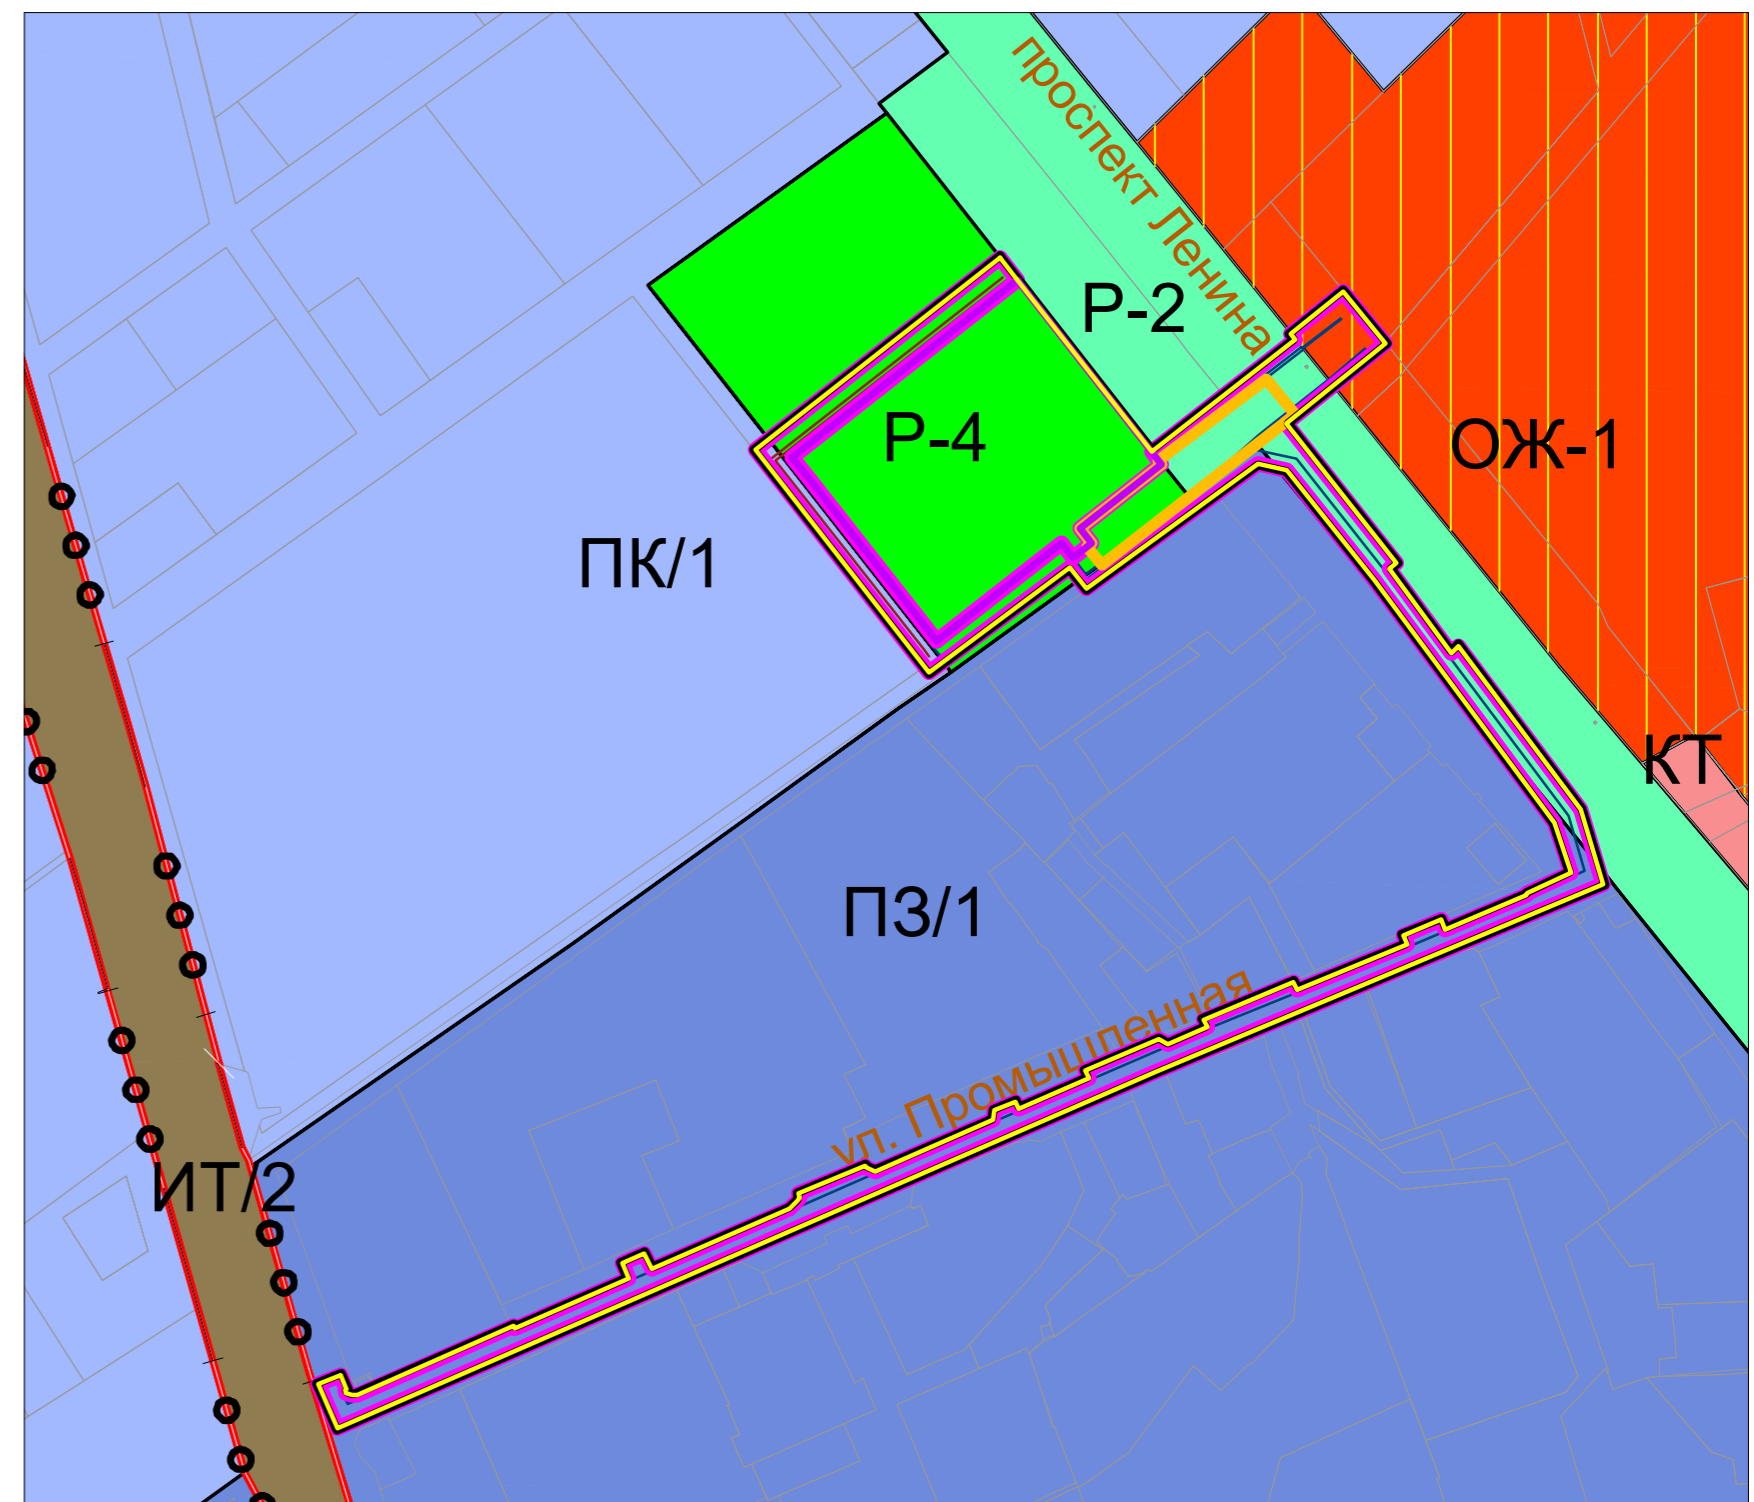 проспект Ленина
Р-2
Р-4
ОЖ-1
ПК/1
КТ
ПЗ/1
ул. Промышленная
ИТ/2